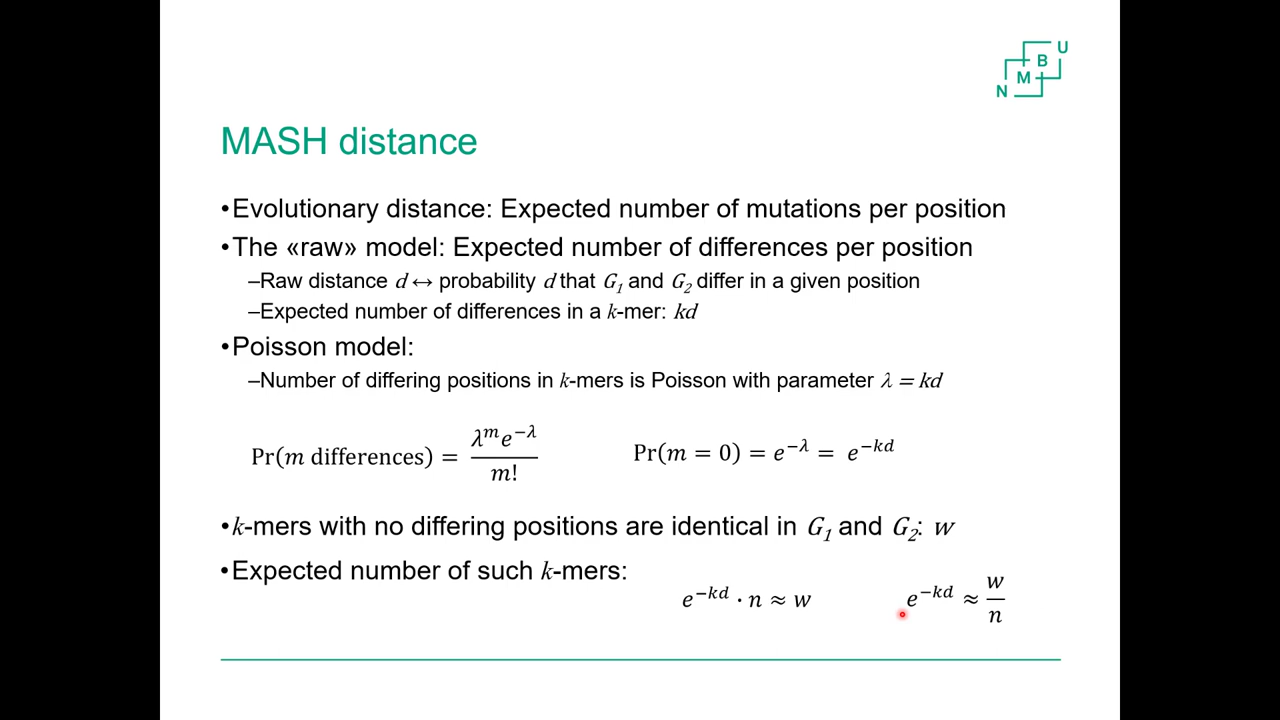 N M B U
MASH distance
•Evolutionary distance: Expected number of mutations per position
•The «raw» model: Expected number of differences per position
–Raw distance d ↔ probability d that G₁ and G₂ differ in a given position
–Expected number of differences in a k-mer: kd
•Poisson model:
–Number of differing positions in k-mers is Poisson with parameter λ = kd
Pr(m differences) = λ^m e^{−λ} / m!    Pr(m = 0) = e^{−λ} = e^{−kd}
•k-mers with no differing positions are identical in G₁ and G₂: w
•Expected number of such k-mers:
e^{−kd} · n ≈ w    e^{−kd} ≈ w / n